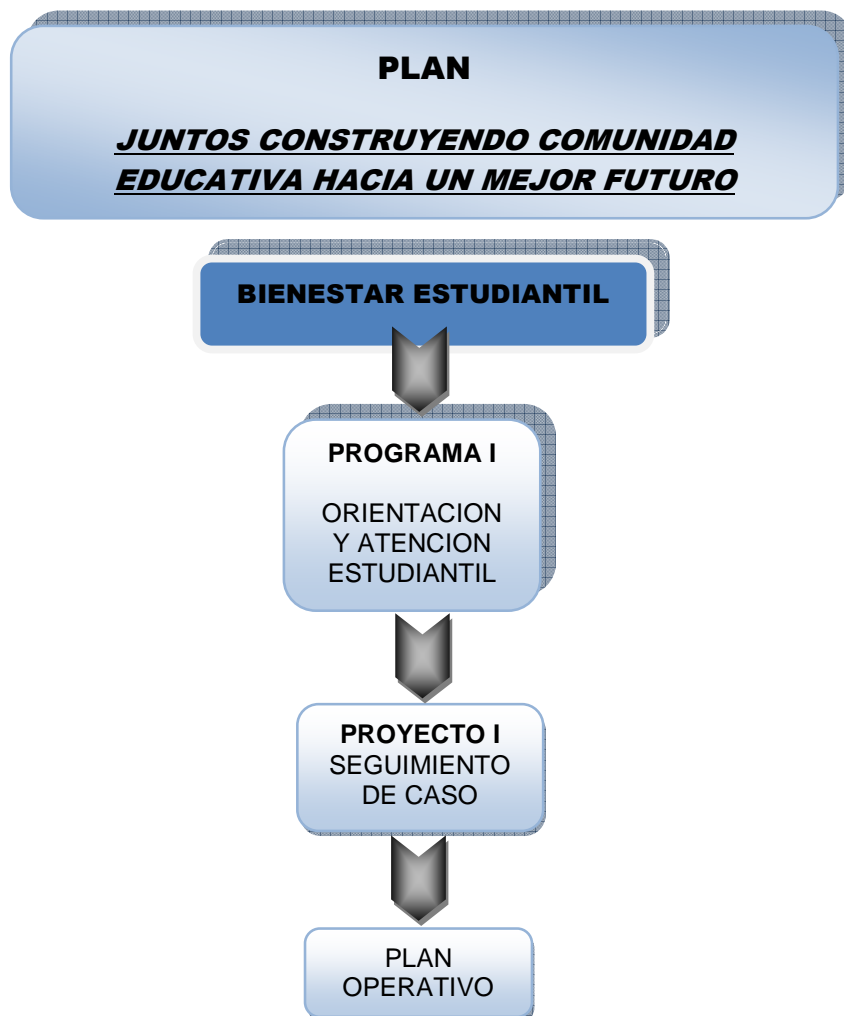 PLAN
JUNTOS CONSTRUYENDO COMUNIDAD
EDUCATIVA HACIA UN MEJOR FUTURO
BIENESTAR ESTUDIANTIL
PROGRAMA I
ORIENTACION
Y ATENCION
ESTUDIANTIL
PROYECTO I
SEGUIMIENTO
DE CASO
PLAN
OPERATIVO